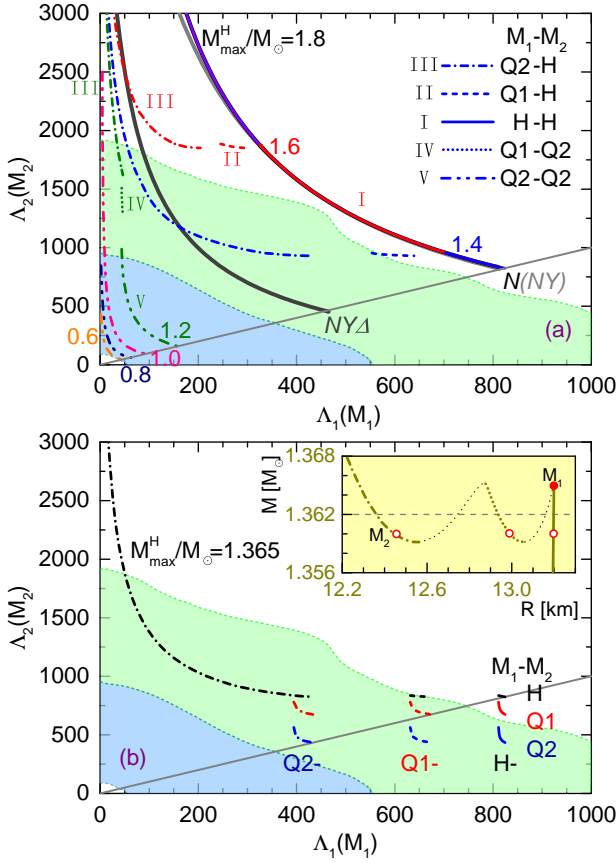 3000
2500
2000
1500
1000
500
0
Λ₂(M₂)
M^H_max/M⊙=1.8
M₁-M₂
III Q2-H
II Q1-H
I H-H
IV Q1-Q2
V Q2-Q2
III
III
II
1.6
I
IV
1.4
N(NY)
V
1.2
NYΔ
(a)
0.6
1.0
0.8
0 200 400 600 800 1000
Λ₁(M₁)
3000
2500
2000
1500
1000
500
0
Λ₂(M₂)
M [M⊙]
1.368
1.362
1.356
M₁
M₂
12.2 12.6 13.0
R [km]
M^H_max/M⊙=1.365
M₁-M₂
H
Q1
Q2
(b)
Q2- Q1- H-
0 200 400 600 800 1000
Λ₁(M₁)